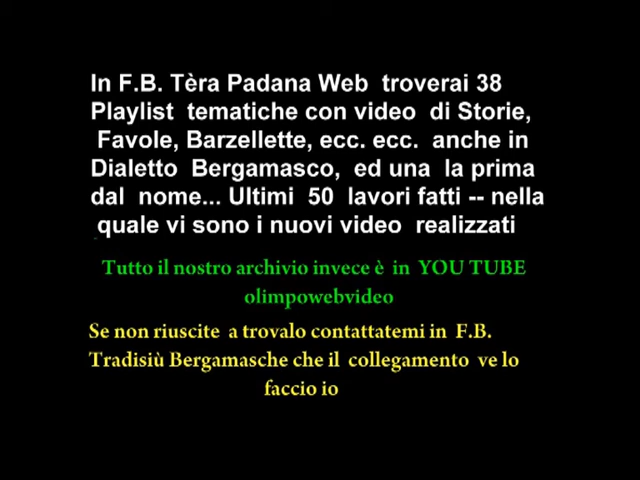 In F.B. Tèra Padana Web troverai 38
Playlist tematiche con video di Storie,
Favole, Barzellette, ecc. ecc. anche in
Dialetto Bergamasco, ed una la prima
dal nome... Ultimi 50 lavori fatti -- nella
quale vi sono i nuovi video realizzati
Tutto il nostro archivio invece è in YOU TUBE
olimpowebvideo
Se non riuscite a trovalo contattatemi in F.B.
Tradisiù Bergamasche che il collegamento ve lo
faccio io